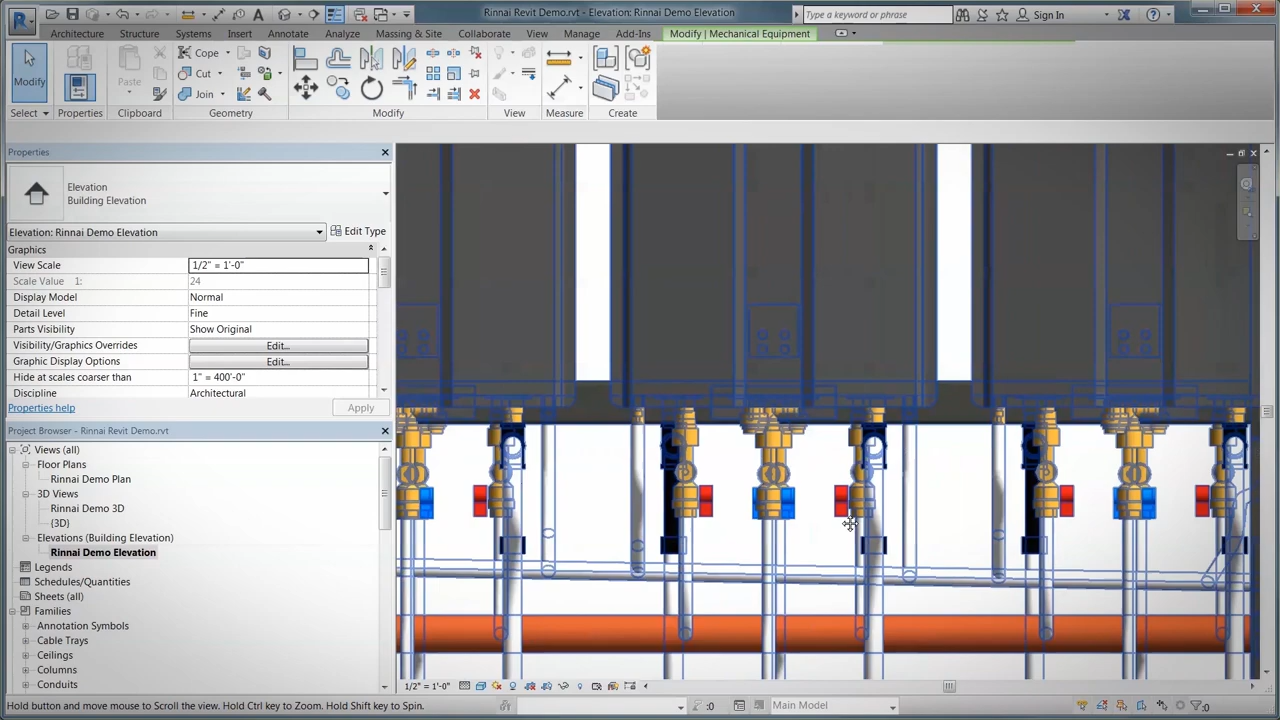 Rinnai Revit Demo.rvt - Elevation: Rinnai Demo Elevation
Type a keyword or phrase
Sign In
Architecture Structure Systems Insert Annotate Analyze Massing & Site Collaborate View Manage Add-Ins Modify | Mechanical Equipment
Modify
Paste
Cope
Cut
Join
Select Properties Clipboard Geometry Modify View Measure Create
Properties
Elevation
Building Elevation
Elevation: Rinnai Demo Elevation Edit Type
Graphics
View Scale 1/2" = 1'-0"
Scale Value 1: 24
Display Model Normal
Detail Level Fine
Parts Visibility Show Original
Visibility/Graphics Overrides Edit...
Graphic Display Options Edit...
Hide at scales coarser than 1" = 400'-0"
Discipline Architectural
Properties help Apply
Project Browser - Rinnai Revit Demo.rvt
Views (all)
Floor Plans
Rinnai Demo Plan
3D Views
Rinnai Demo 3D
{3D}
Elevations (Building Elevation)
Rinnai Demo Elevation
Legends
Schedules/Quantities
Sheets (all)
Families
Annotation Symbols
Cable Trays
Ceilings
Columns
Conduits
1/2" = 1'-0"
Hold button and move mouse to Scroll the view. Hold Ctrl key to Zoom. Hold Shift key to Spin. :0 Main Model :0